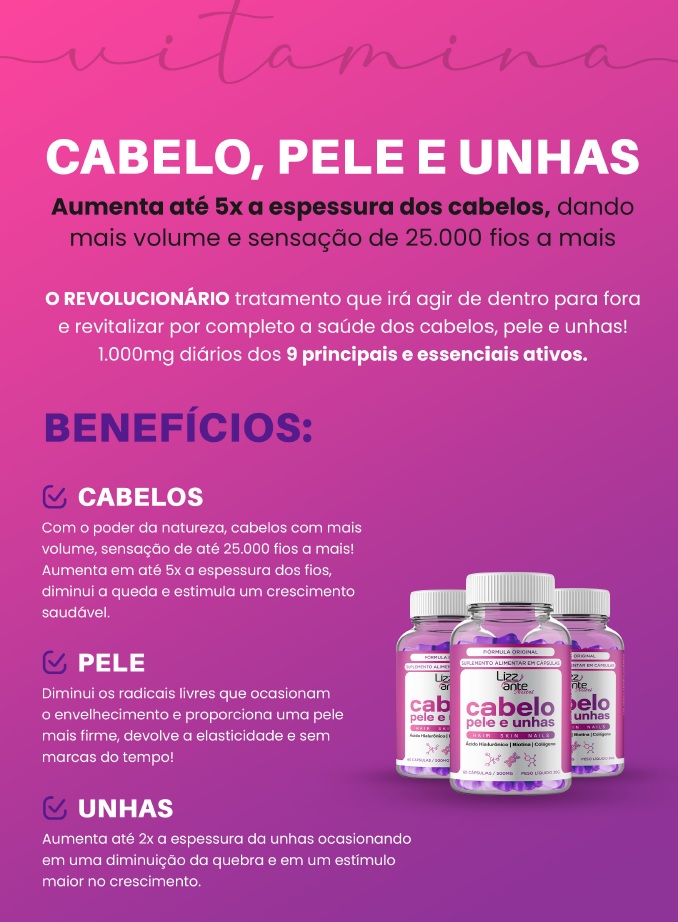 vitamina
CABELO, PELE E UNHAS
Aumenta até 5x a espessura dos cabelos, dando
mais volume e sensação de 25.000 fios a mais
O REVOLUCIONÁRIO tratamento que irá agir de dentro para fora
e revitalizar por completo a saúde dos cabelos, pele e unhas!
1.000mg diários dos 9 principais e essenciais ativos.
BENEFÍCIOS:
CABELOS
Com o poder da natureza, cabelos com mais
volume, sensação de até 25.000 fios a mais!
Aumenta em até 5x a espessura dos fios,
diminui a queda e estimula um crescimento
saudável.
PELE
Diminui os radicais livres que ocasionam
o envelhecimento e proporciona uma pele
mais firme, devolve a elasticidade e sem
marcas do tempo!
UNHAS
Aumenta até 2x a espessura da unhas ocasionando
em uma diminuição da quebra e em um estímulo
maior no crescimento.
FÓRMULA ORIGINAL
SUPLEMENTO ALIMENTAR EM CÁPSULAS
Lizz
ante
cabelo
pele e unhas
HAIR SKIN NAILS
Ácido Hialurônico | Biotina | Colágeno
60 CÁPSULAS / 500MG PESO LÍQUIDO 30G